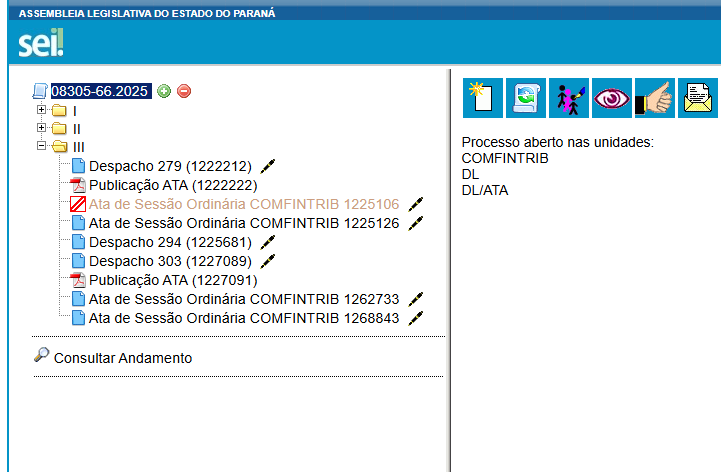 ASSEMBLEIA LEGISLATIVA DO ESTADO DO PARANÁ
sei!
08305-66.2025
I
II
III
Despacho 279 (1222212)
Publicação ATA (1222222)
Ata de Sessão Ordinária COMFINTRIB 1225106
Ata de Sessão Ordinária COMFINTRIB 1225126
Despacho 294 (1225681)
Despacho 303 (1227089)
Publicação ATA (1227091)
Ata de Sessão Ordinária COMFINTRIB 1262733
Ata de Sessão Ordinária COMFINTRIB 1268843
Consultar Andamento
Processo aberto nas unidades:
COMFINTRIB
DL
DL/ATA